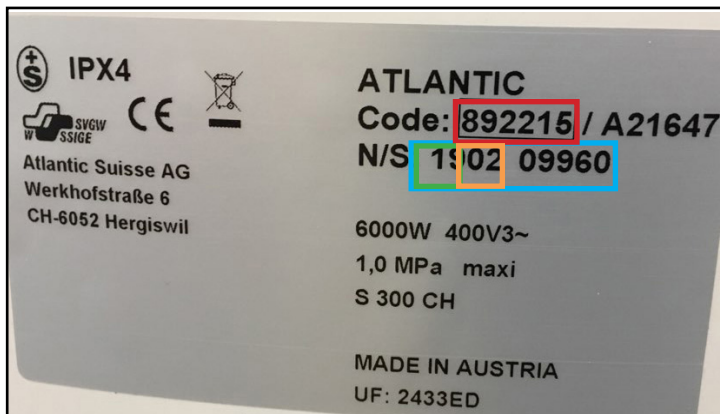 +S
IPX4
SVGW
W SSIGE
CE
Atlantic Suisse AG
Werkhofstraße 6
CH-6052 Hergiswil
ATLANTIC
Code: 892215 / A21647
N/S 1902 09960
6000W 400V3~
1,0 MPa maxi
S 300 CH
MADE IN AUSTRIA
UF: 2433ED